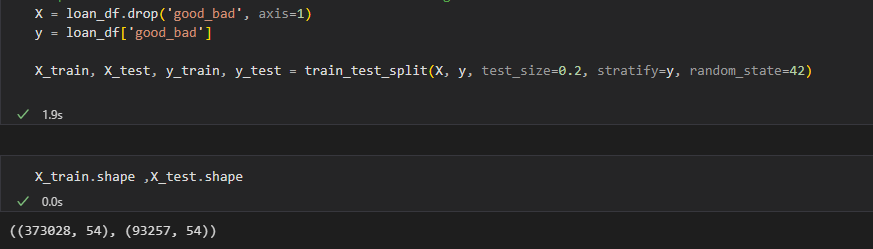 X = loan_df.drop('good_bad', axis=1)
y = loan_df['good_bad']
X_train, X_test, y_train, y_test = train_test_split(X, y, test_size=0.2, stratify=y, random_state=42)
1.9s
X_train.shape ,X_test.shape
0.0s
((373028, 54), (93257, 54))